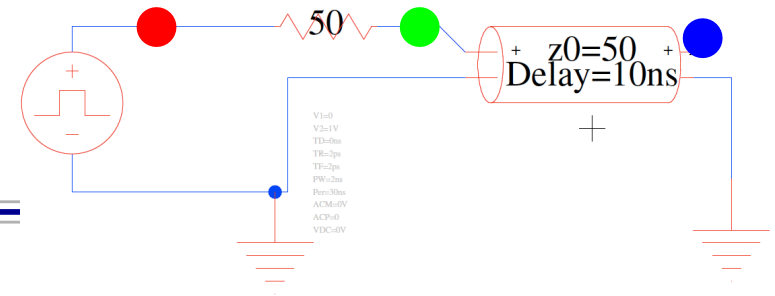 50
+ z0=50 +
Delay=10ns
+
−
V1=0
V2=1V
TD=0ns
TR=2ps
TF=2ps
PW=2ns
Per=30ns
ACM=0V
ACP=0
VDC=0V